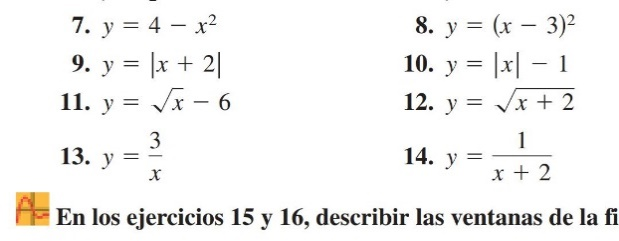 7. y = 4 − x²
8. y = (x − 3)²
9. y = |x + 2|
10. y = |x| − 1
11. y = √x − 6
12. y = √(x + 2)
13. y = 3/x
14. y = 1/(x + 2)
En los ejercicios 15 y 16, describir las ventanas de la fi